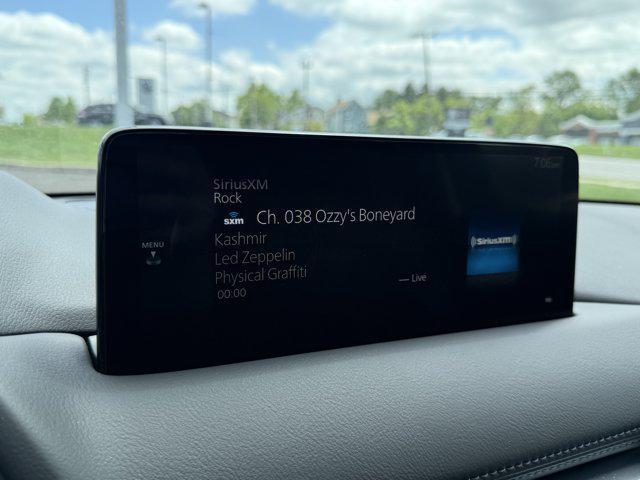 7:06
SiriusXM
Rock
sxm Ch. 038 Ozzy's Boneyard
MENU
Kashmir
Led Zeppelin
Physical Graffiti
00:00
— Live
SiriusXM